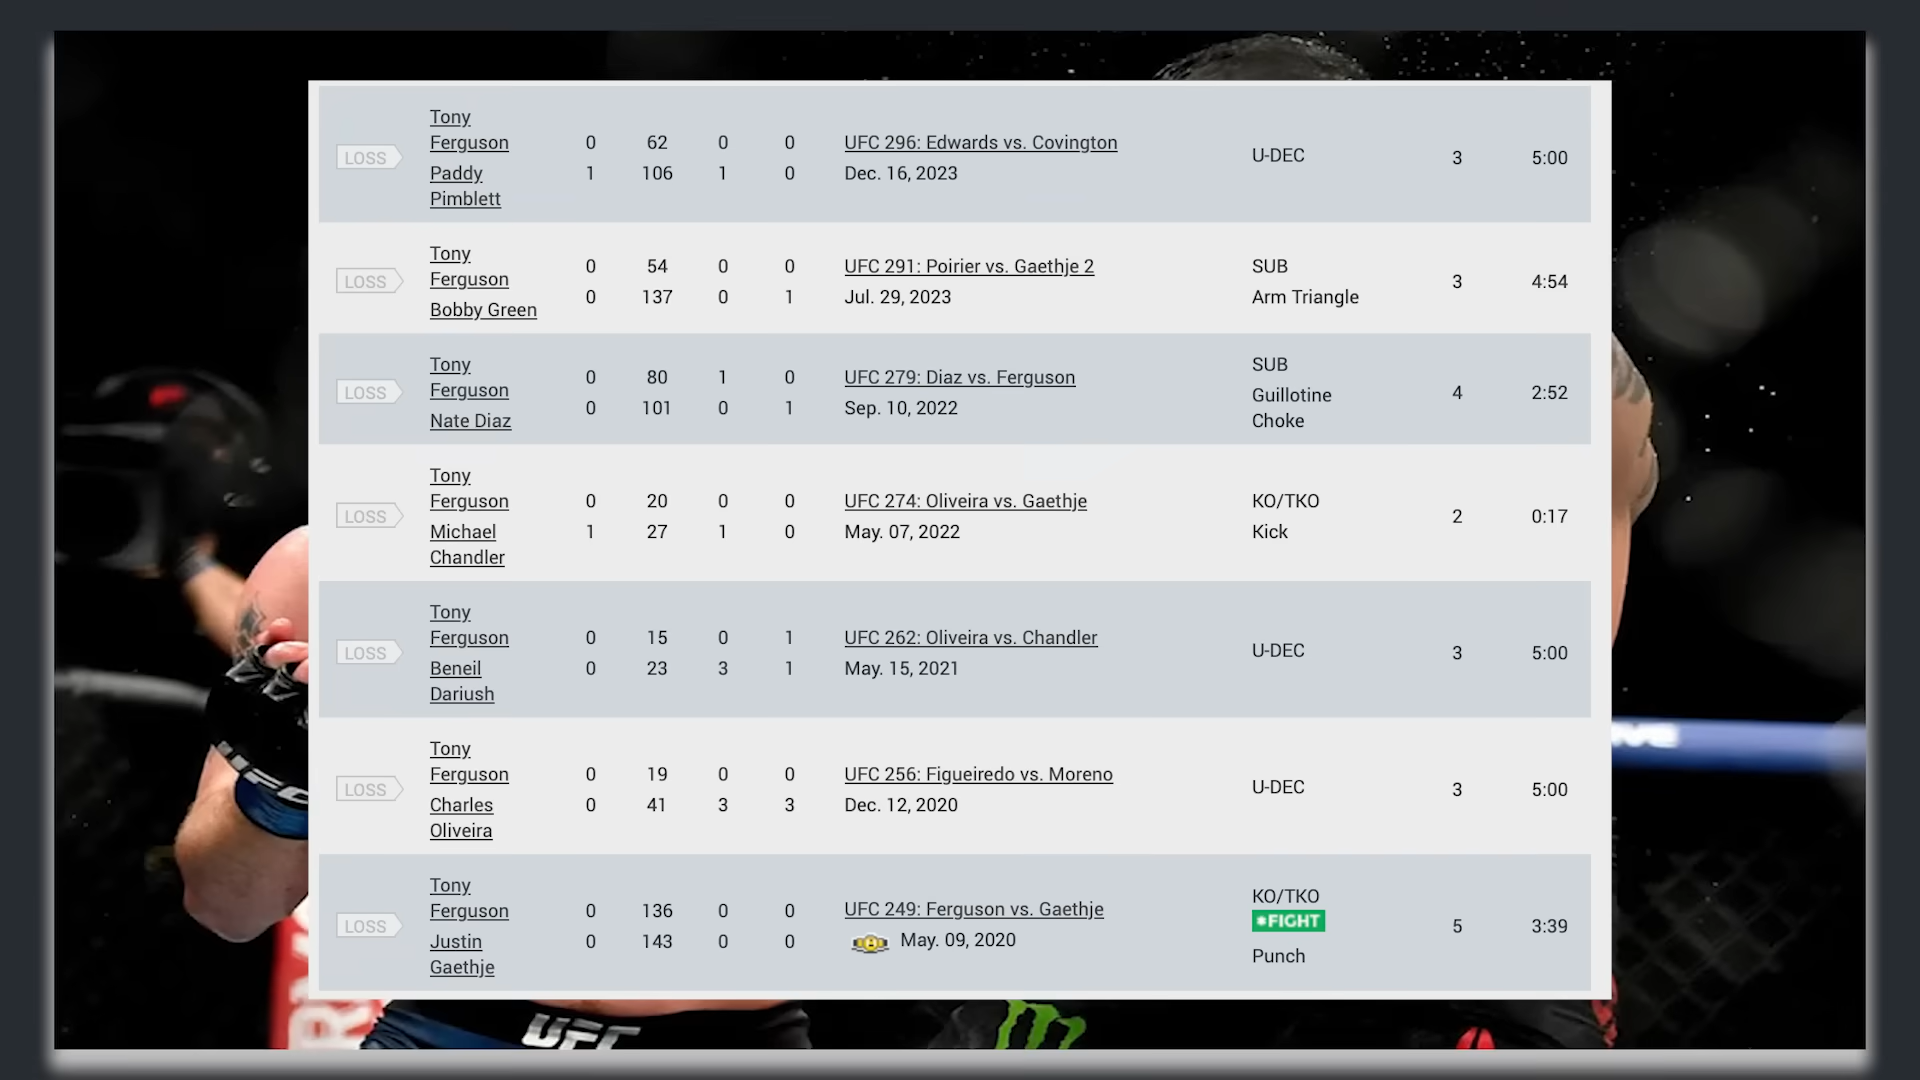 LOSS
Tony
Ferguson
Paddy
Pimblett
0 62 0 0
1 106 1 0
UFC 296: Edwards vs. Covington
Dec. 16, 2023
U-DEC
3
5:00
LOSS
Tony
Ferguson
Bobby Green
0 54 0 0
0 137 0 1
UFC 291: Poirier vs. Gaethje 2
Jul. 29, 2023
SUB
Arm Triangle
3
4:54
LOSS
Tony
Ferguson
Nate Diaz
0 80 1 0
0 101 0 1
UFC 279: Diaz vs. Ferguson
Sep. 10, 2022
SUB
Guillotine
Choke
4
2:52
LOSS
Tony
Ferguson
Michael
Chandler
0 20 0 0
1 27 1 0
UFC 274: Oliveira vs. Gaethje
May. 07, 2022
KO/TKO
Kick
2
0:17
LOSS
Tony
Ferguson
Beneil
Dariush
0 15 0 1
0 23 3 1
UFC 262: Oliveira vs. Chandler
May. 15, 2021
U-DEC
3
5:00
LOSS
Tony
Ferguson
Charles
Oliveira
0 19 0 0
0 41 3 3
UFC 256: Figueiredo vs. Moreno
Dec. 12, 2020
U-DEC
3
5:00
LOSS
Tony
Ferguson
Justin
Gaethje
0 136 0 0
0 143 0 0
UFC 249: Ferguson vs. Gaethje
May. 09, 2020
KO/TKO
*FIGHT
Punch
5
3:39
UFC
UFC